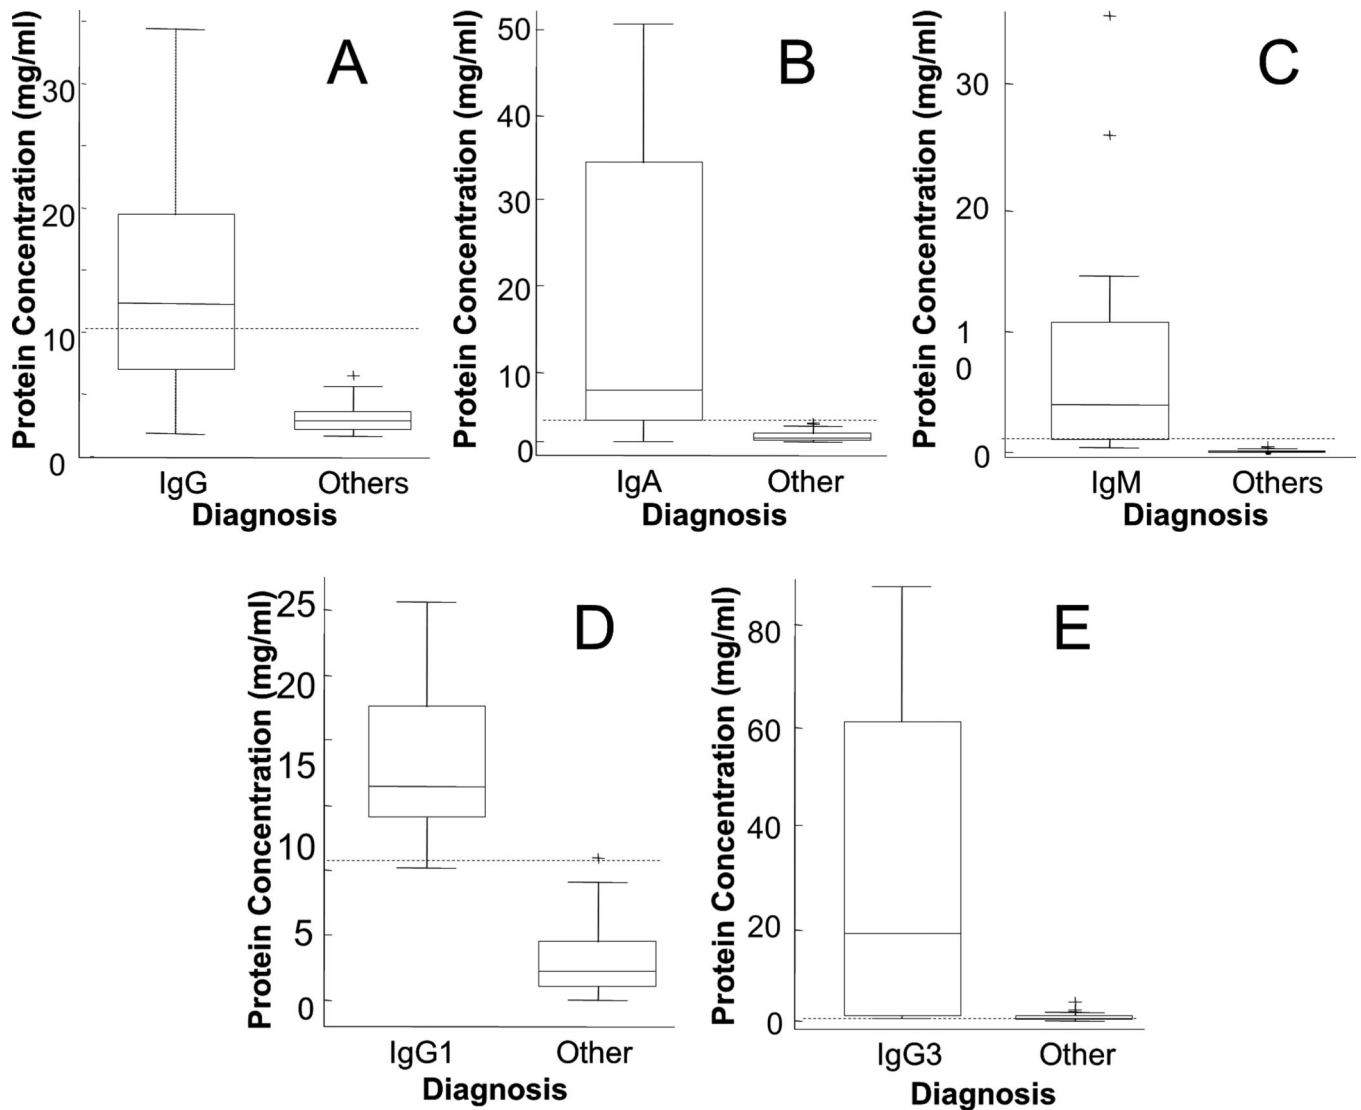 A
Protein Concentration (mg/ml)
30
20
10
0
IgG Others
Diagnosis
B
Protein Concentration (mg/ml)
50
40
30
20
10
0
IgA Other
Diagnosis
C
Protein Concentration (mg/ml)
30
20
1
0
0
IgM Others
Diagnosis
D
Protein Concentration (mg/ml)
25
20
15
10
5
0
IgG1 Other
Diagnosis
E
Protein Concentration (mg/ml)
80
60
40
20
0
IgG3 Other
Diagnosis